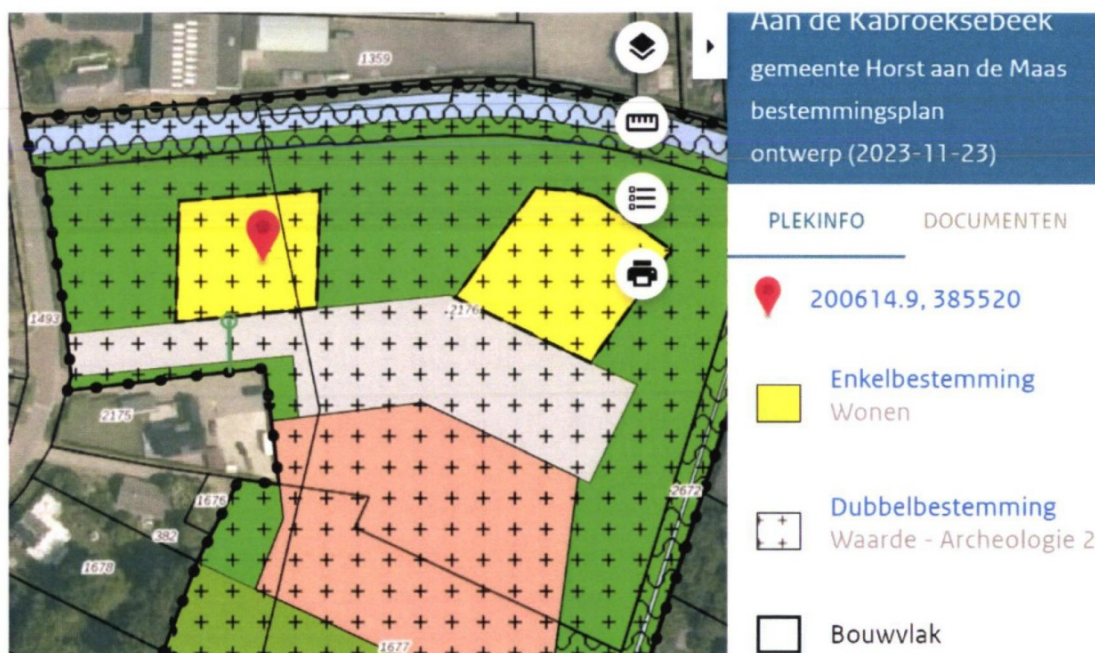 Aan de Kabroeksebeek
gemeente Horst aan de Maas
bestemmingsplan
ontwerp (2023-11-23)
PLEKINFO
DOCUMENTEN
200614.9, 385520
Enkelbestemming
Wonen
Dubbelbestemming
Waarde - Archeologie 2
Bouwvlak
1359
1493
2176
2175
2672
1676
382
1678
1677